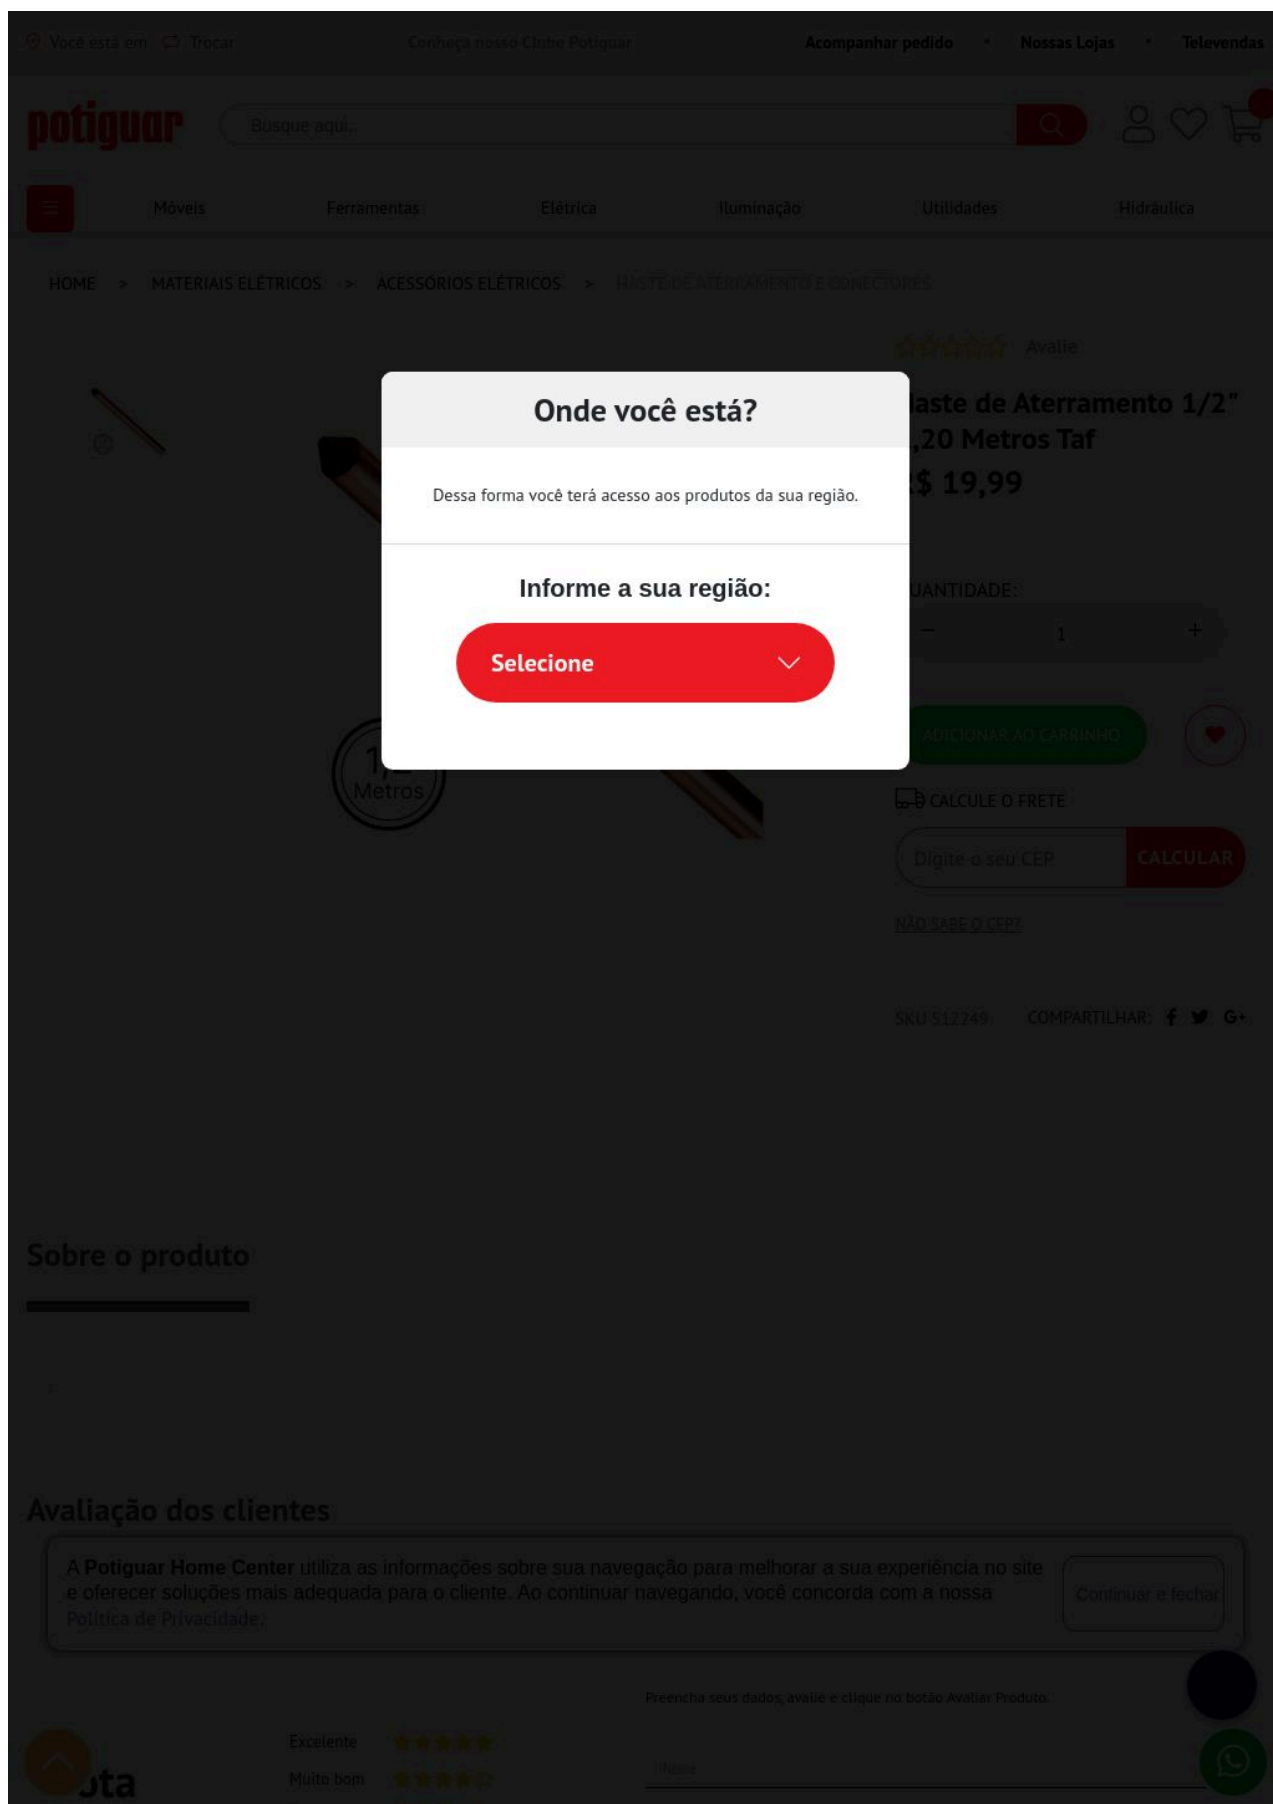 Você está em Trocar
Conheça nosso Clube Potiguar
Acompanhar pedido • Nossas Lojas • Televendas
potiguar
Busque aqui...
Móveis Ferramentas Elétrica Iluminação Utilidades Hidráulica
HOME > MATERIAIS ELÉTRICOS > ACESSÓRIOS ELÉTRICOS > HASTE DE ATERRAMENTO E CONECTORES
Avalie
Onde você está?
Aterramento 1/2"
,20 Metros Taf
R$ 19,99
Dessa forma você terá acesso aos produtos da sua região.
Informe a sua região:
Selecione
QUANTIDADE:
− 1 +
ADICIONAR AO CARRINHO
Metros
CALCULE O FRETE
Digite o seu CEP
CALCULAR
NÃO SABE O CEP?
SKU 512249
COMPARTILHAR: G+
Sobre o produto
Avaliação dos clientes
A Potiguar Home Center utiliza as informações sobre sua navegação para melhorar a sua experiência no site
e oferecer soluções mais adequada para o cliente. Ao continuar navegando, você concorda com a nossa
Política de Privacidade.
Continuar e fechar
Preencha seus dados, avalie e clique no botão Avaliar Produto.
Excelente
Muito bom
Nome